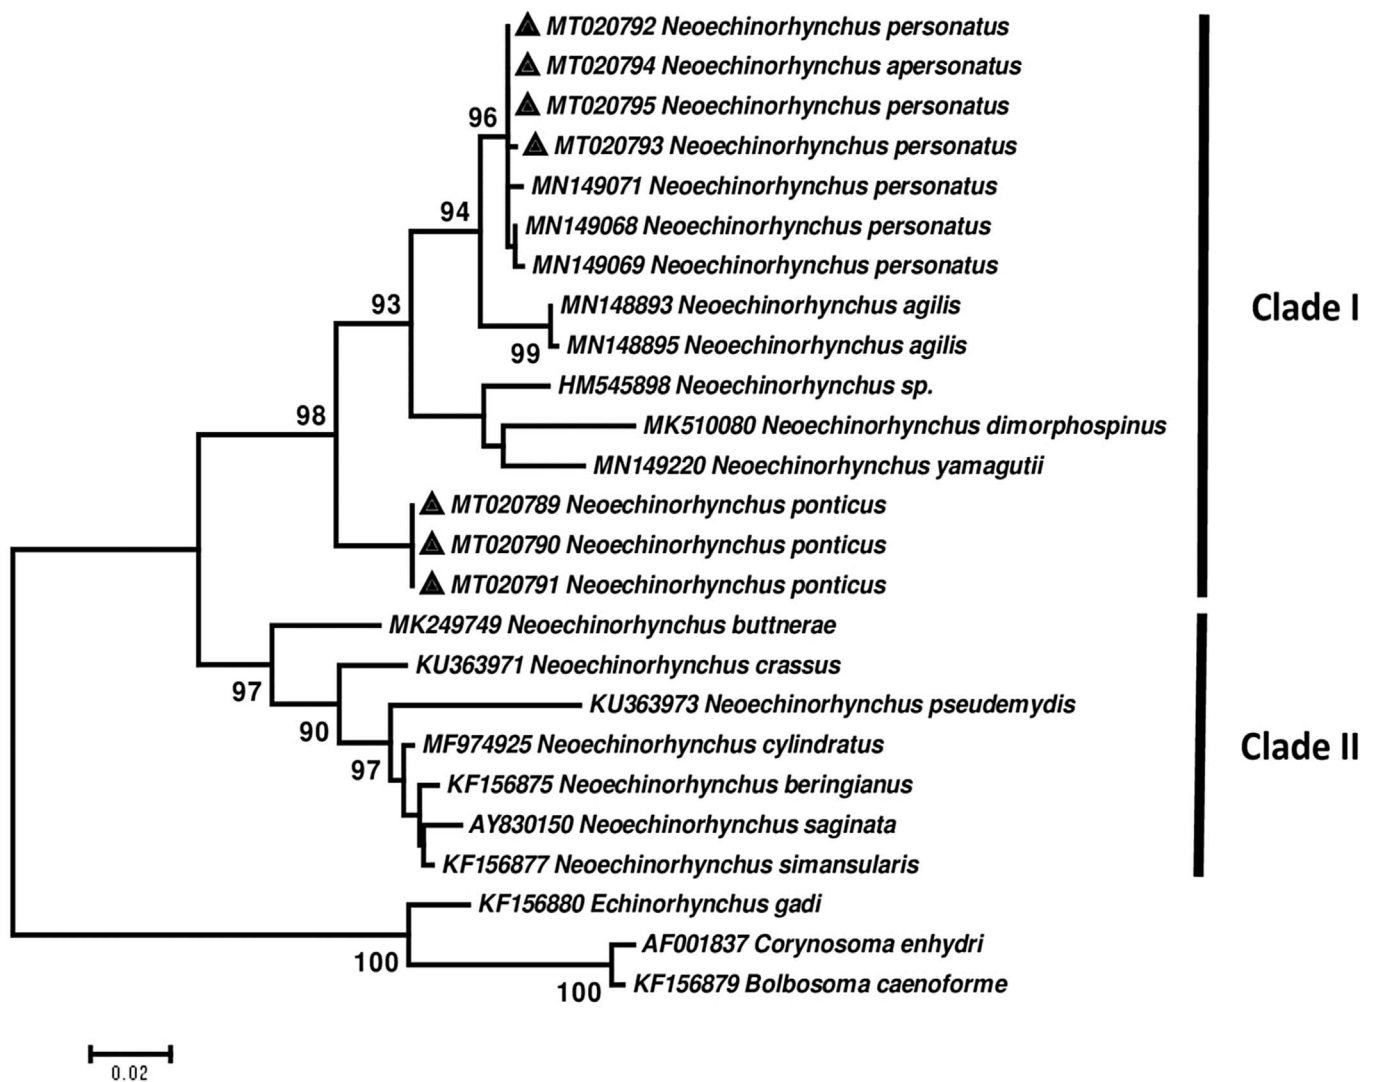 MT020792 Neoechinorhynchus personatus
MT020794 Neoechinorhynchus apersonatus
MT020795 Neoechinorhynchus personatus
96
MT020793 Neoechinorhynchus personatus
MN149071 Neoechinorhynchus personatus
94
MN149068 Neoechinorhynchus personatus
MN149069 Neoechinorhynchus personatus
93
MN148893 Neoechinorhynchus agilis
Clade I
99
MN148895 Neoechinorhynchus agilis
HM545898 Neoechinorhynchus sp.
98
MK510080 Neoechinorhynchus dimorphospinus
MN149220 Neoechinorhynchus yamagutii
MT020789 Neoechinorhynchus ponticus
MT020790 Neoechinorhynchus ponticus
MT020791 Neoechinorhynchus ponticus
MK249749 Neoechinorhynchus buttnerae
KU363971 Neoechinorhynchus crassus
97
KU363973 Neoechinorhynchus pseudemydis
90
MF974925 Neoechinorhynchus cylindratus
Clade II
97
KF156875 Neoechinorhynchus beringianus
AY830150 Neoechinorhynchus saginata
KF156877 Neoechinorhynchus simansularis
KF156880 Echinorhynchus gadi
AF001837 Corynosoma enhydri
100
KF156879 Bolbosoma caenoforme
100
0.02